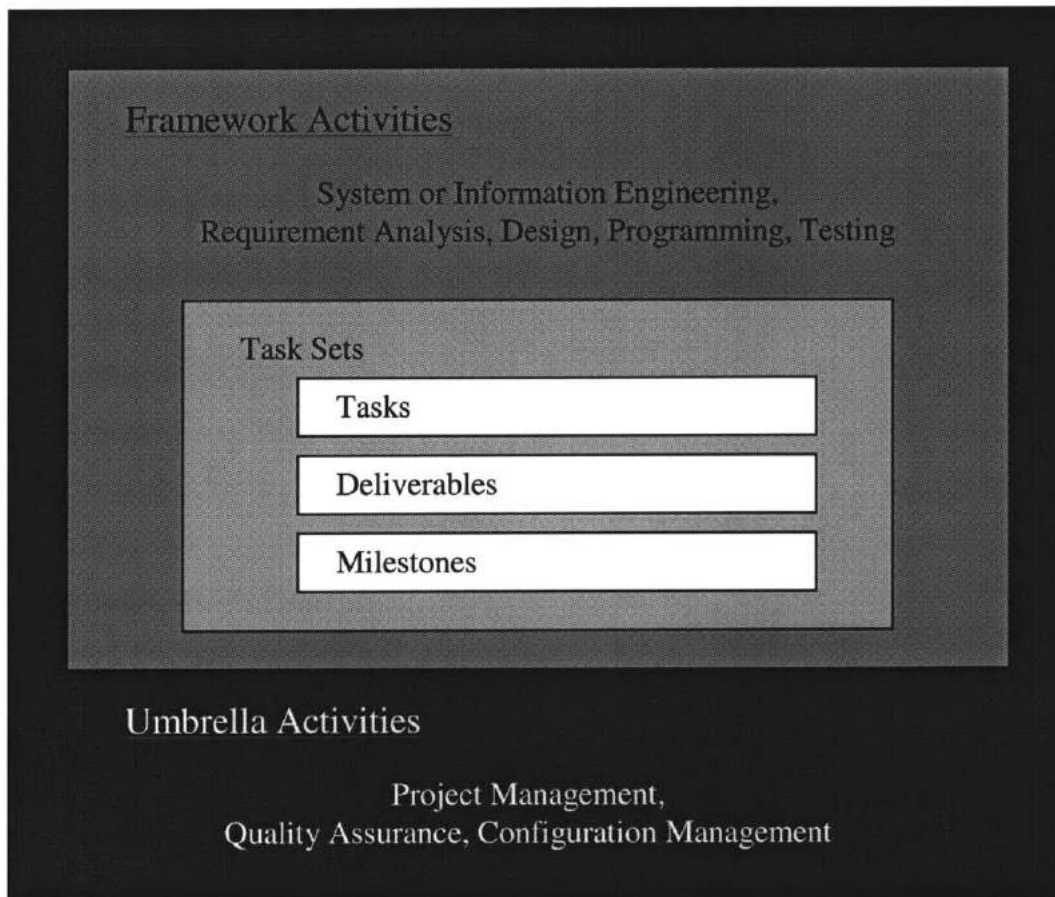 Framework Activities
System or Information Engineering,
Requirement Analysis, Design, Programming, Testing
Task Sets
Tasks
Deliverables
Milestones
Umbrella Activities
Project Management,
Quality Assurance, Configuration Management